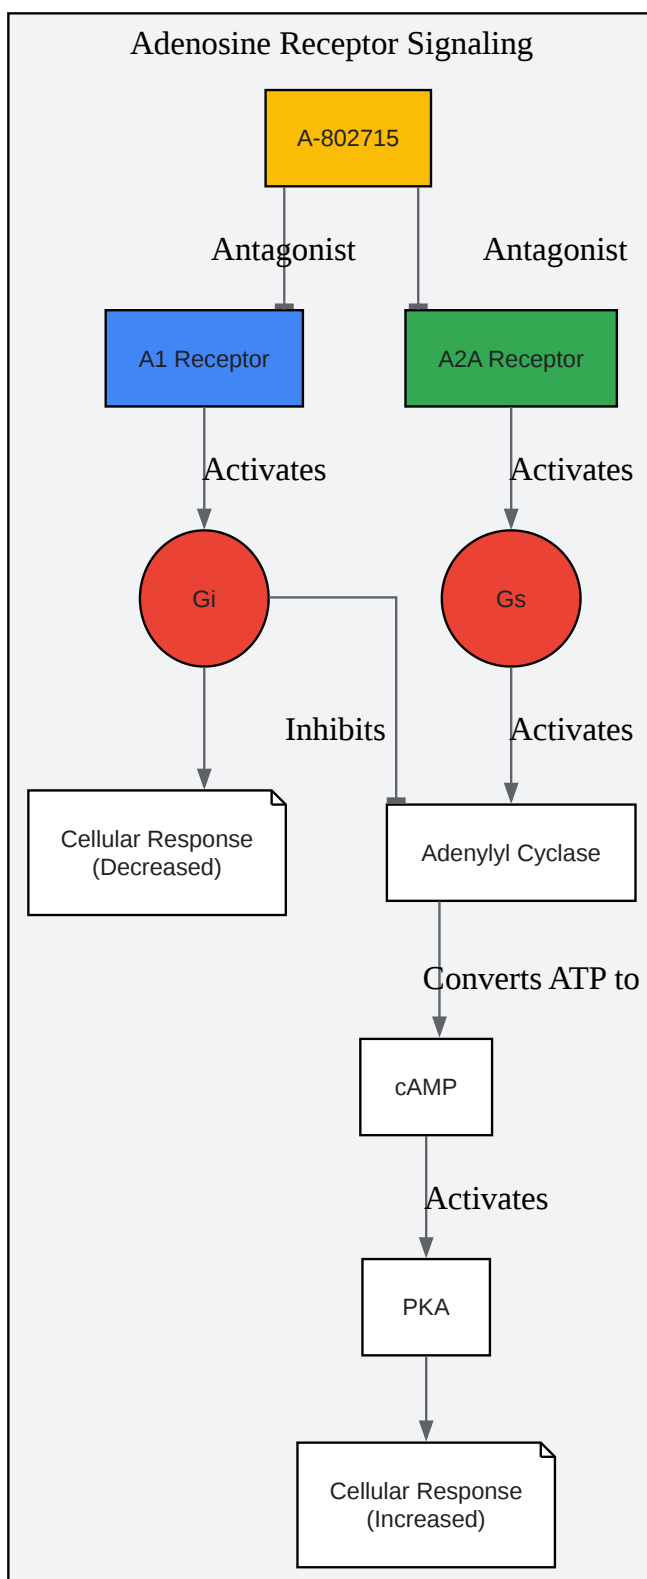 Adenosine Receptor Signaling
A-802715
Antagonist
Antagonist
A1 Receptor
A2A Receptor
Activates
Activates
Gi
Gs
Inhibits
Activates
Cellular Response
(Decreased)
Adenylyl Cyclase
Converts ATP to
cAMP
Activates
PKA
Cellular Response
(Increased)